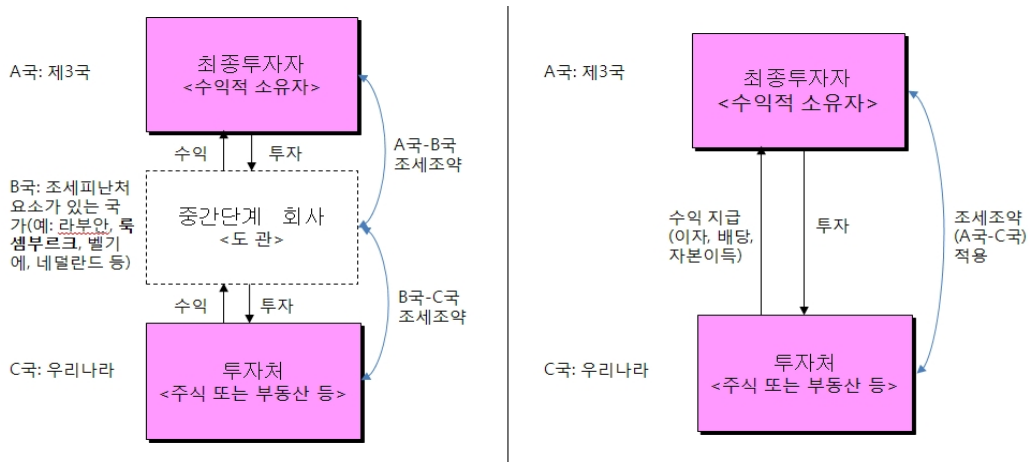 A국: 제3국
최종투자자
<수익적 소유자>
수익
투자
A국-B국
조세조약
B국: 조세피난처
요소가 있는 국
가(예: 라부안, 룩
셈부르크, 벨기
에, 네덜란드 등)
중간단계 회사
<도 관>
수익
투자
B국-C국
조세조약
C국: 우리나라
투자처
<주식 또는 부동산 등>
A국: 제3국
최종투자자
<수익적 소유자>
수익 지급
(이자, 배당,
자본이득)
투자
조세조약
(A국-C국)
적용
C국: 우리나라
투자처
<주식 또는 부동산 등>